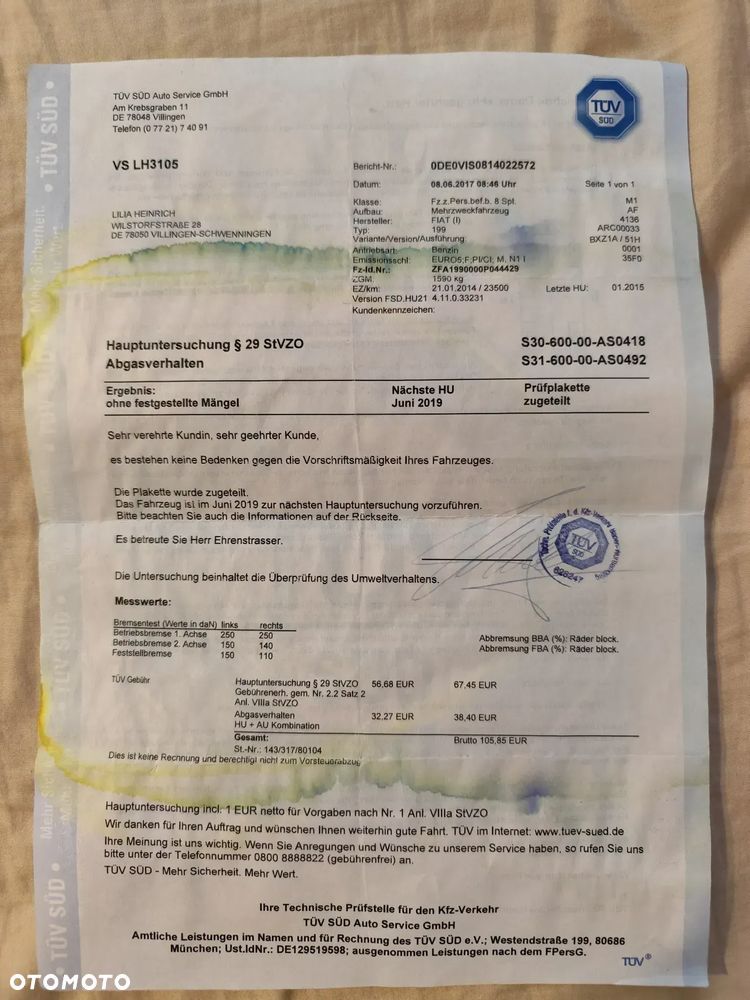 TÜV SÜD Auto Service GmbH
Am Krebsgraben 11
DE 78048 Villingen
Telefon (0 77 21) 7 40 91
TÜV
SÜD
VS LH3105
Bericht-Nr.: 0DE0VIS0814022572
Datum: 08.06.2017 08:46 Uhr Seite 1 von 1
LILIA HEINRICH
WILSTORFSTRAßE 28
DE 78050 VILLINGEN-SCHWENNINGEN
Klasse: Fz.z.Pers.bef.b. 8 Spl. M1
Aufbau: Mehrzweckfahrzeug AF
Hersteller: FIAT (I) 4136
Typ: 199 ARC00033
Variante/Version/Ausführung: BXZ1A / 51H
Antriebsart: Benzin 0001
Emissionsschl: EURO5;F,PI/CI; M, N1 I 35F0
Fz-Id.Nr.: ZFA1990000P044429
ZGM: 1590 kg
EZ/km: 21.01.2014 / 23500 Letzte HU: 01.2015
Version FSD.HU21 4.11.0.33231
Kundenkennzeichen:
Hauptuntersuchung § 29 StVZO S30-600-00-AS0418
Abgasverhalten S31-600-00-AS0492
Ergebnis: Nächste HU Prüfplakette
ohne festgestellte Mängel Juni 2019 zugeteilt
Sehr verehrte Kundin, sehr geehrter Kunde,
es bestehen keine Bedenken gegen die Vorschriftsmäßigkeit Ihres Fahrzeuges.
Die Plakette wurde zugeteilt.
Das Fahrzeug ist im Juni 2019 zur nächsten Hauptuntersuchung vorzuführen.
Bitte beachten Sie auch die Informationen auf der Rückseite.
Es betreute Sie Herr Ehrenstrasser.
TÜV
SÜD
628247
Die Untersuchung beinhaltet die Überprüfung des Umweltverhaltens.
Messwerte:
Bremsentest (Werte in daN) links rechts
Betriebsbremse 1. Achse 250 250
Betriebsbremse 2. Achse 150 140
Feststellbremse 150 110
Abbremsung BBA (%): Räder block.
Abbremsung FBA (%): Räder block.
TÜV Gebühr Hauptuntersuchung § 29 StVZO 56,68 EUR 67,45 EUR
Gebührenerh. gem. Nr. 2.2 Satz 2
Anl. VIIIa StVZO
Abgasverhalten 32,27 EUR 38,40 EUR
HU + AU Kombination
Gesamt: Brutto 105,85 EUR
St.-Nr.: 143/317/80104
Dies ist keine Rechnung und berechtigt nicht zum Vorsteuerabzug
Hauptuntersuchung incl. 1 EUR netto für Vorgaben nach Nr. 1 Anl. VIIIa StVZO
Wir danken für Ihren Auftrag und wünschen Ihnen weiterhin gute Fahrt. TÜV im Internet: www.tuev-sued.de
Ihre Meinung ist uns wichtig. Wenn Sie Anregungen und Wünsche zu unserem Service haben, so rufen Sie uns
bitte unter der Telefonnummer 0800 8888822 (gebührenfrei) an.
TÜV SÜD - Mehr Sicherheit. Mehr Wert.
Ihre Technische Prüfstelle für den Kfz-Verkehr
TÜV SÜD Auto Service GmbH
Amtliche Leistungen im Namen und für Rechnung des TÜV SÜD e.V.; Westendstraße 199, 80686
München; Ust.IdNr.: DE129519598; ausgenommen Leistungen nach dem FPersG.
TÜV®
• TÜV SÜD •
Mehr Sicherheit.
TÜV SÜD
Mehr Sicherheit.
• TÜV SÜD •
OTOMOTO